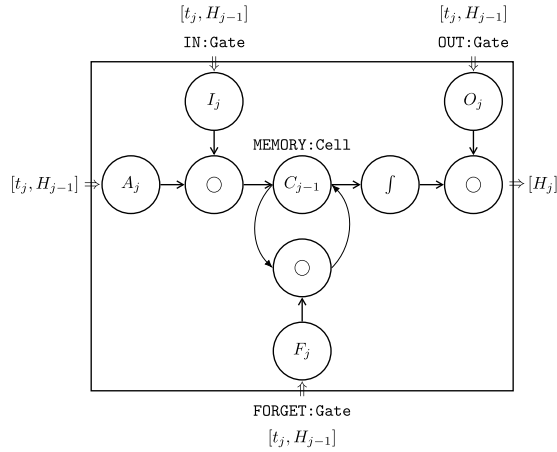 [t_j, H_{j−1}] [t_j, H_{j−1}]
IN:Gate OUT:Gate
I_j O_j
MEMORY:Cell
[t_j, H_{j−1}] ⇒ A_j ○ C_{j−1} ∫ ○ ⇒ [H_j]
○
F_j
FORGET:Gate
[t_j, H_{j−1}]